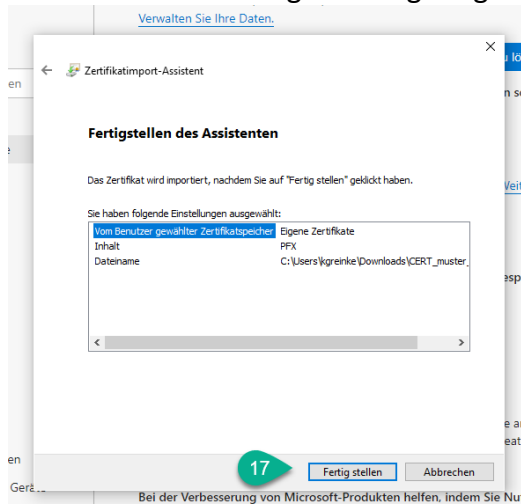 Verwalten Sie Ihre Daten.
Zertifikatimport-Assistent
en
Fertigstellen des Assistenten
Das Zertifikat wird importiert, nachdem Sie auf "Fertig stellen" geklickt haben.
Sie haben folgende Einstellungen ausgewählt:
Vom Benutzer gewählter Zertifikatspeicher Eigene Zertifikate
Inhalt PFX
Dateiname C:\Users\kgreinke\Downloads\CERT_muster_
17
Fertig stellen Abbrechen
en
Bei der Verbesserung von Microsoft-Produkten helfen, indem Sie